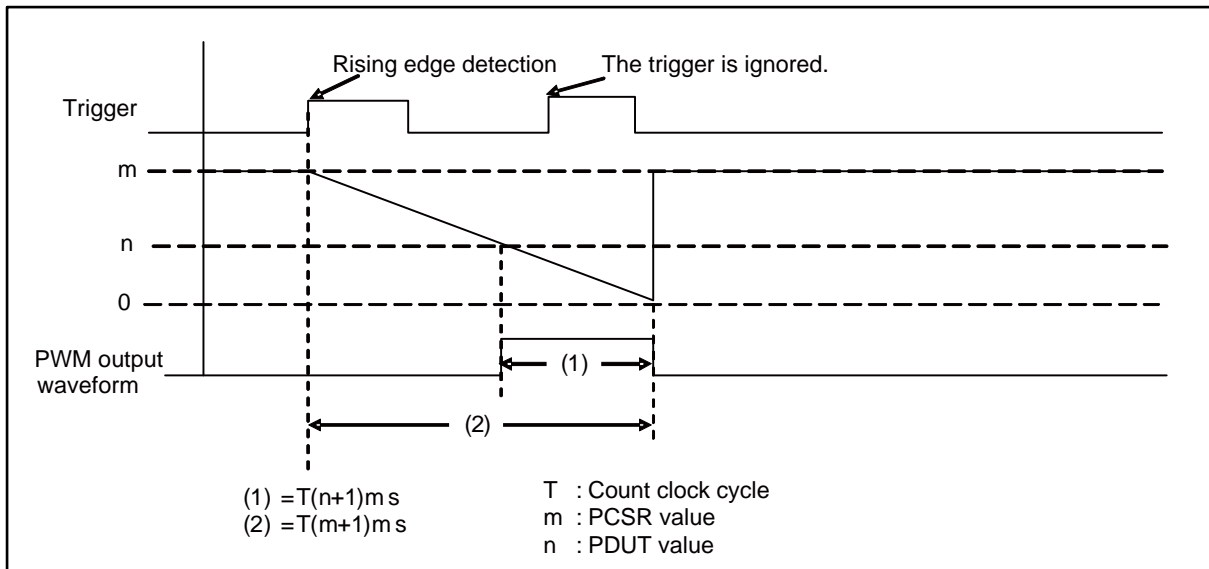 Rising edge detection
The trigger is ignored.
Trigger
m
n
0
PWM output
waveform
(1)
(2)
(1) =T(n+1)m s
(2) =T(m+1)m s
T : Count clock cycle
m : PCSR value
n : PDUT value